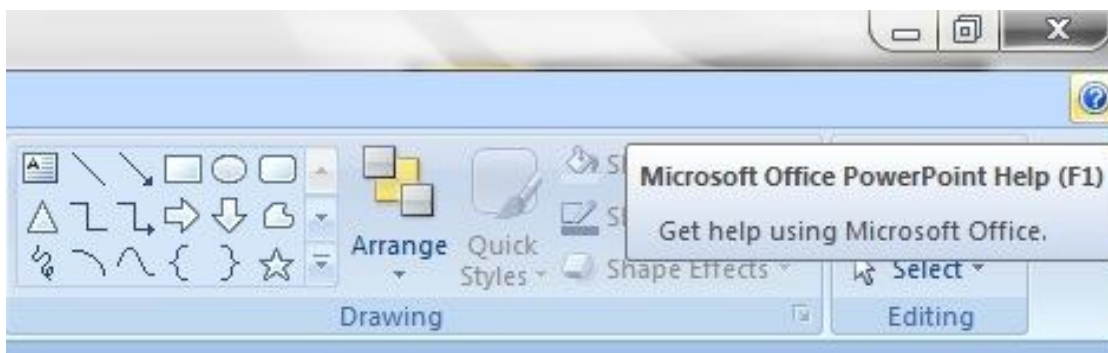 Microsoft Office PowerPoint Help (F1)
Get help using Microsoft Office.
Arrange
Quick
Styles
Shape Effects
Select
Drawing
Editing